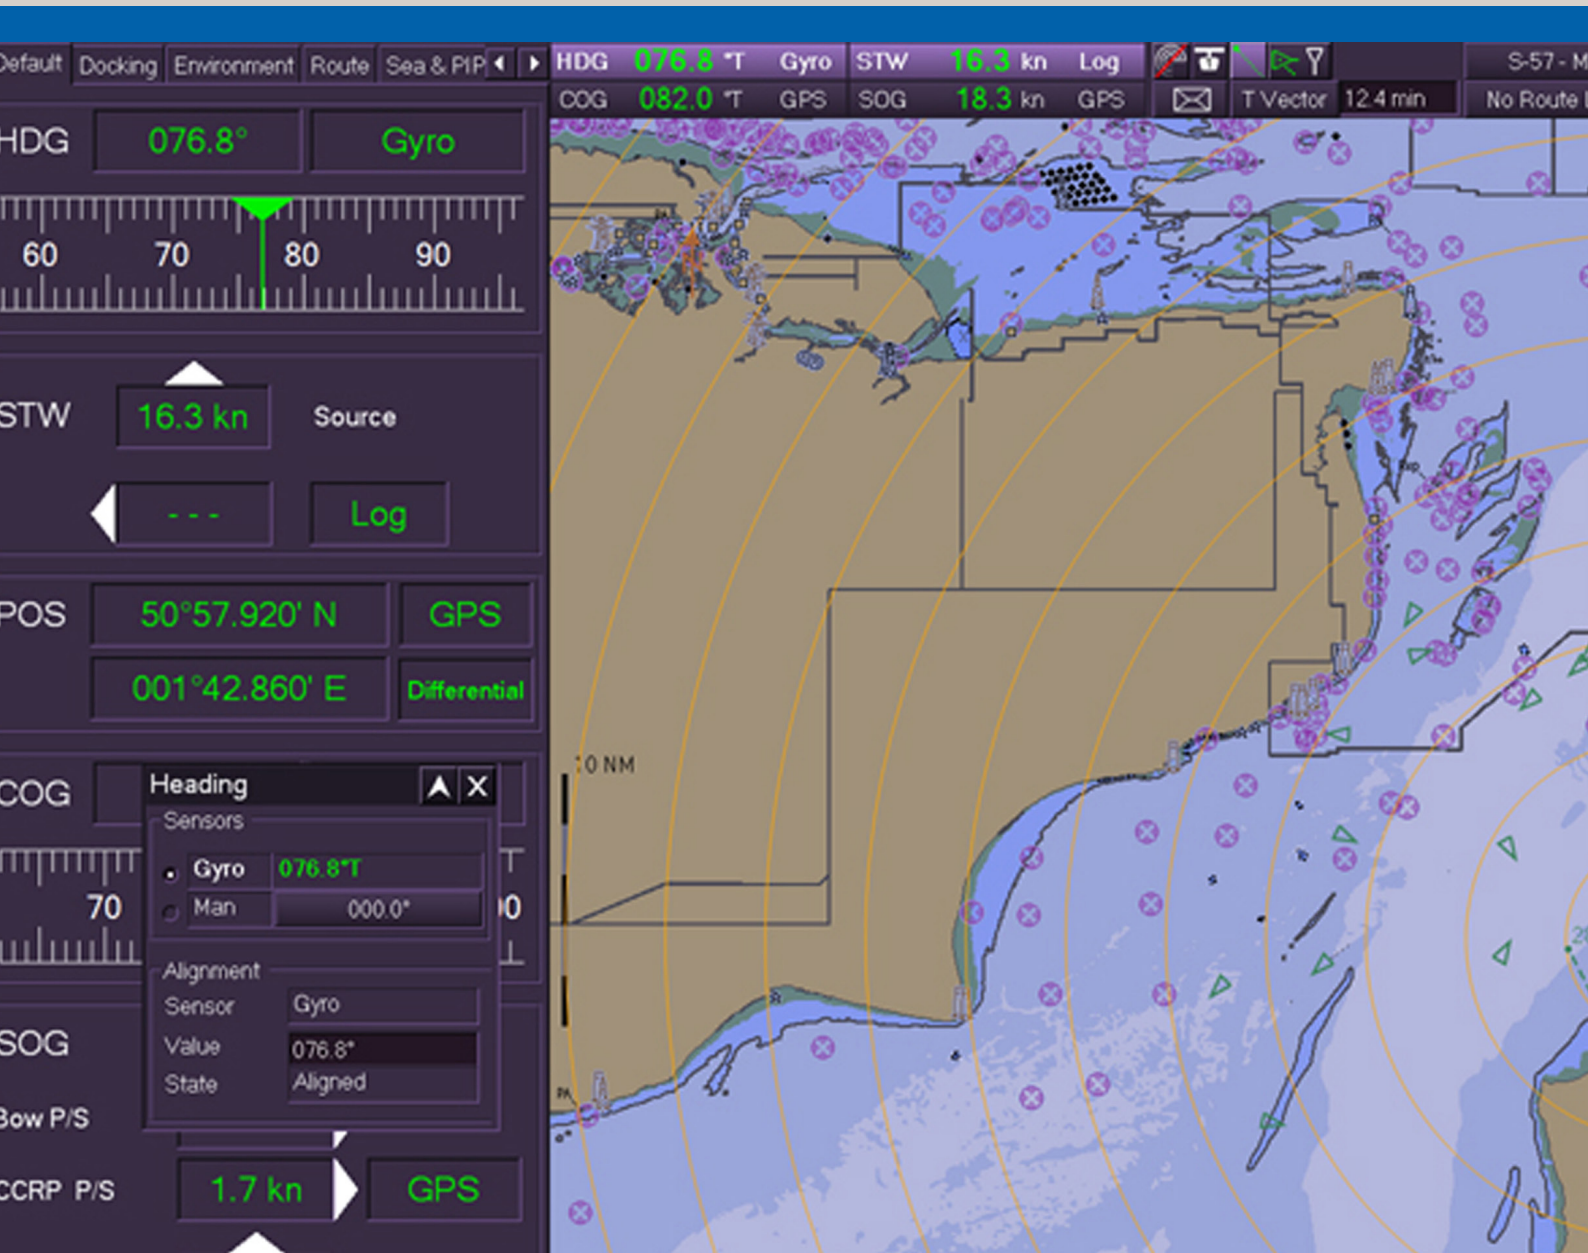 Default Docking Environment Route Sea & PIP
HDG 076.8 °T Gyro STW 16.3 kn Log
S-57 - M
COG 082.0 °T GPS SOG 18.3 kn GPS
T Vector 12.4 min No Route
HDG 076.8° Gyro
60 70 80 90
STW 16.3 kn Source
- - - Log
POS 50°57.920' N GPS
001°42.860' E Differential
10 NM
COG
Heading
Sensors
Gyro 076.8°T
Man 000.0°
70
Alignment
Sensor Gyro
SOG
Value 076.8°
State Aligned
Bow P/S
CCRP P/S 1.7 kn GPS